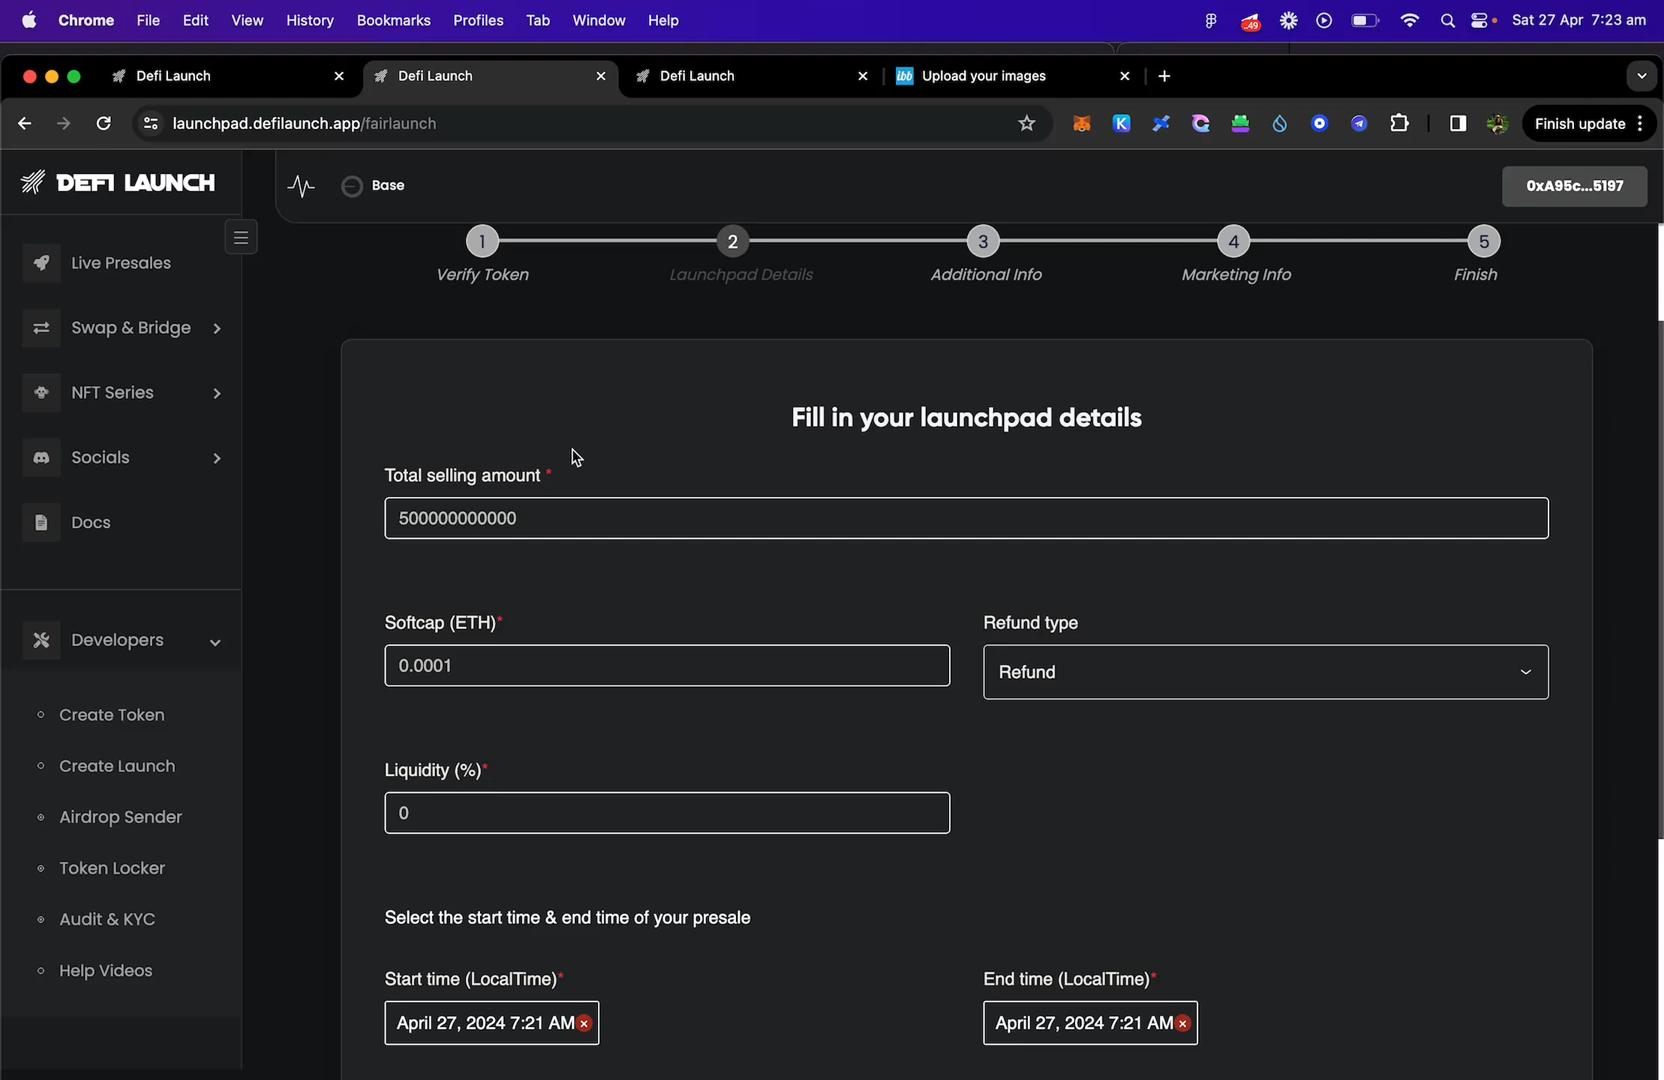 Chrome File Edit View History Bookmarks Profiles Tab Window Help 49 Sat 27 Apr 7:23 am
Defi Launch Defi Launch Defi Launch ibb Upload your images
launchpad.defilaunch.app/fairlaunch Finish update
DEFI LAUNCH Base 0xA95c...5197
1 2 3 4 5
Verify Token Launchpad Details Additional Info Marketing Info Finish
Live Presales
Swap & Bridge
NFT Series
Socials
Docs
Developers
Create Token
Create Launch
Airdrop Sender
Token Locker
Audit & KYC
Help Videos
Fill in your launchpad details
Total selling amount *
500000000000
Softcap (ETH)* Refund type
0.0001 Refund
Liquidity (%)*
0
Select the start time & end time of your presale
Start time (LocalTime)* End time (LocalTime)*
April 27, 2024 7:21 AM April 27, 2024 7:21 AM